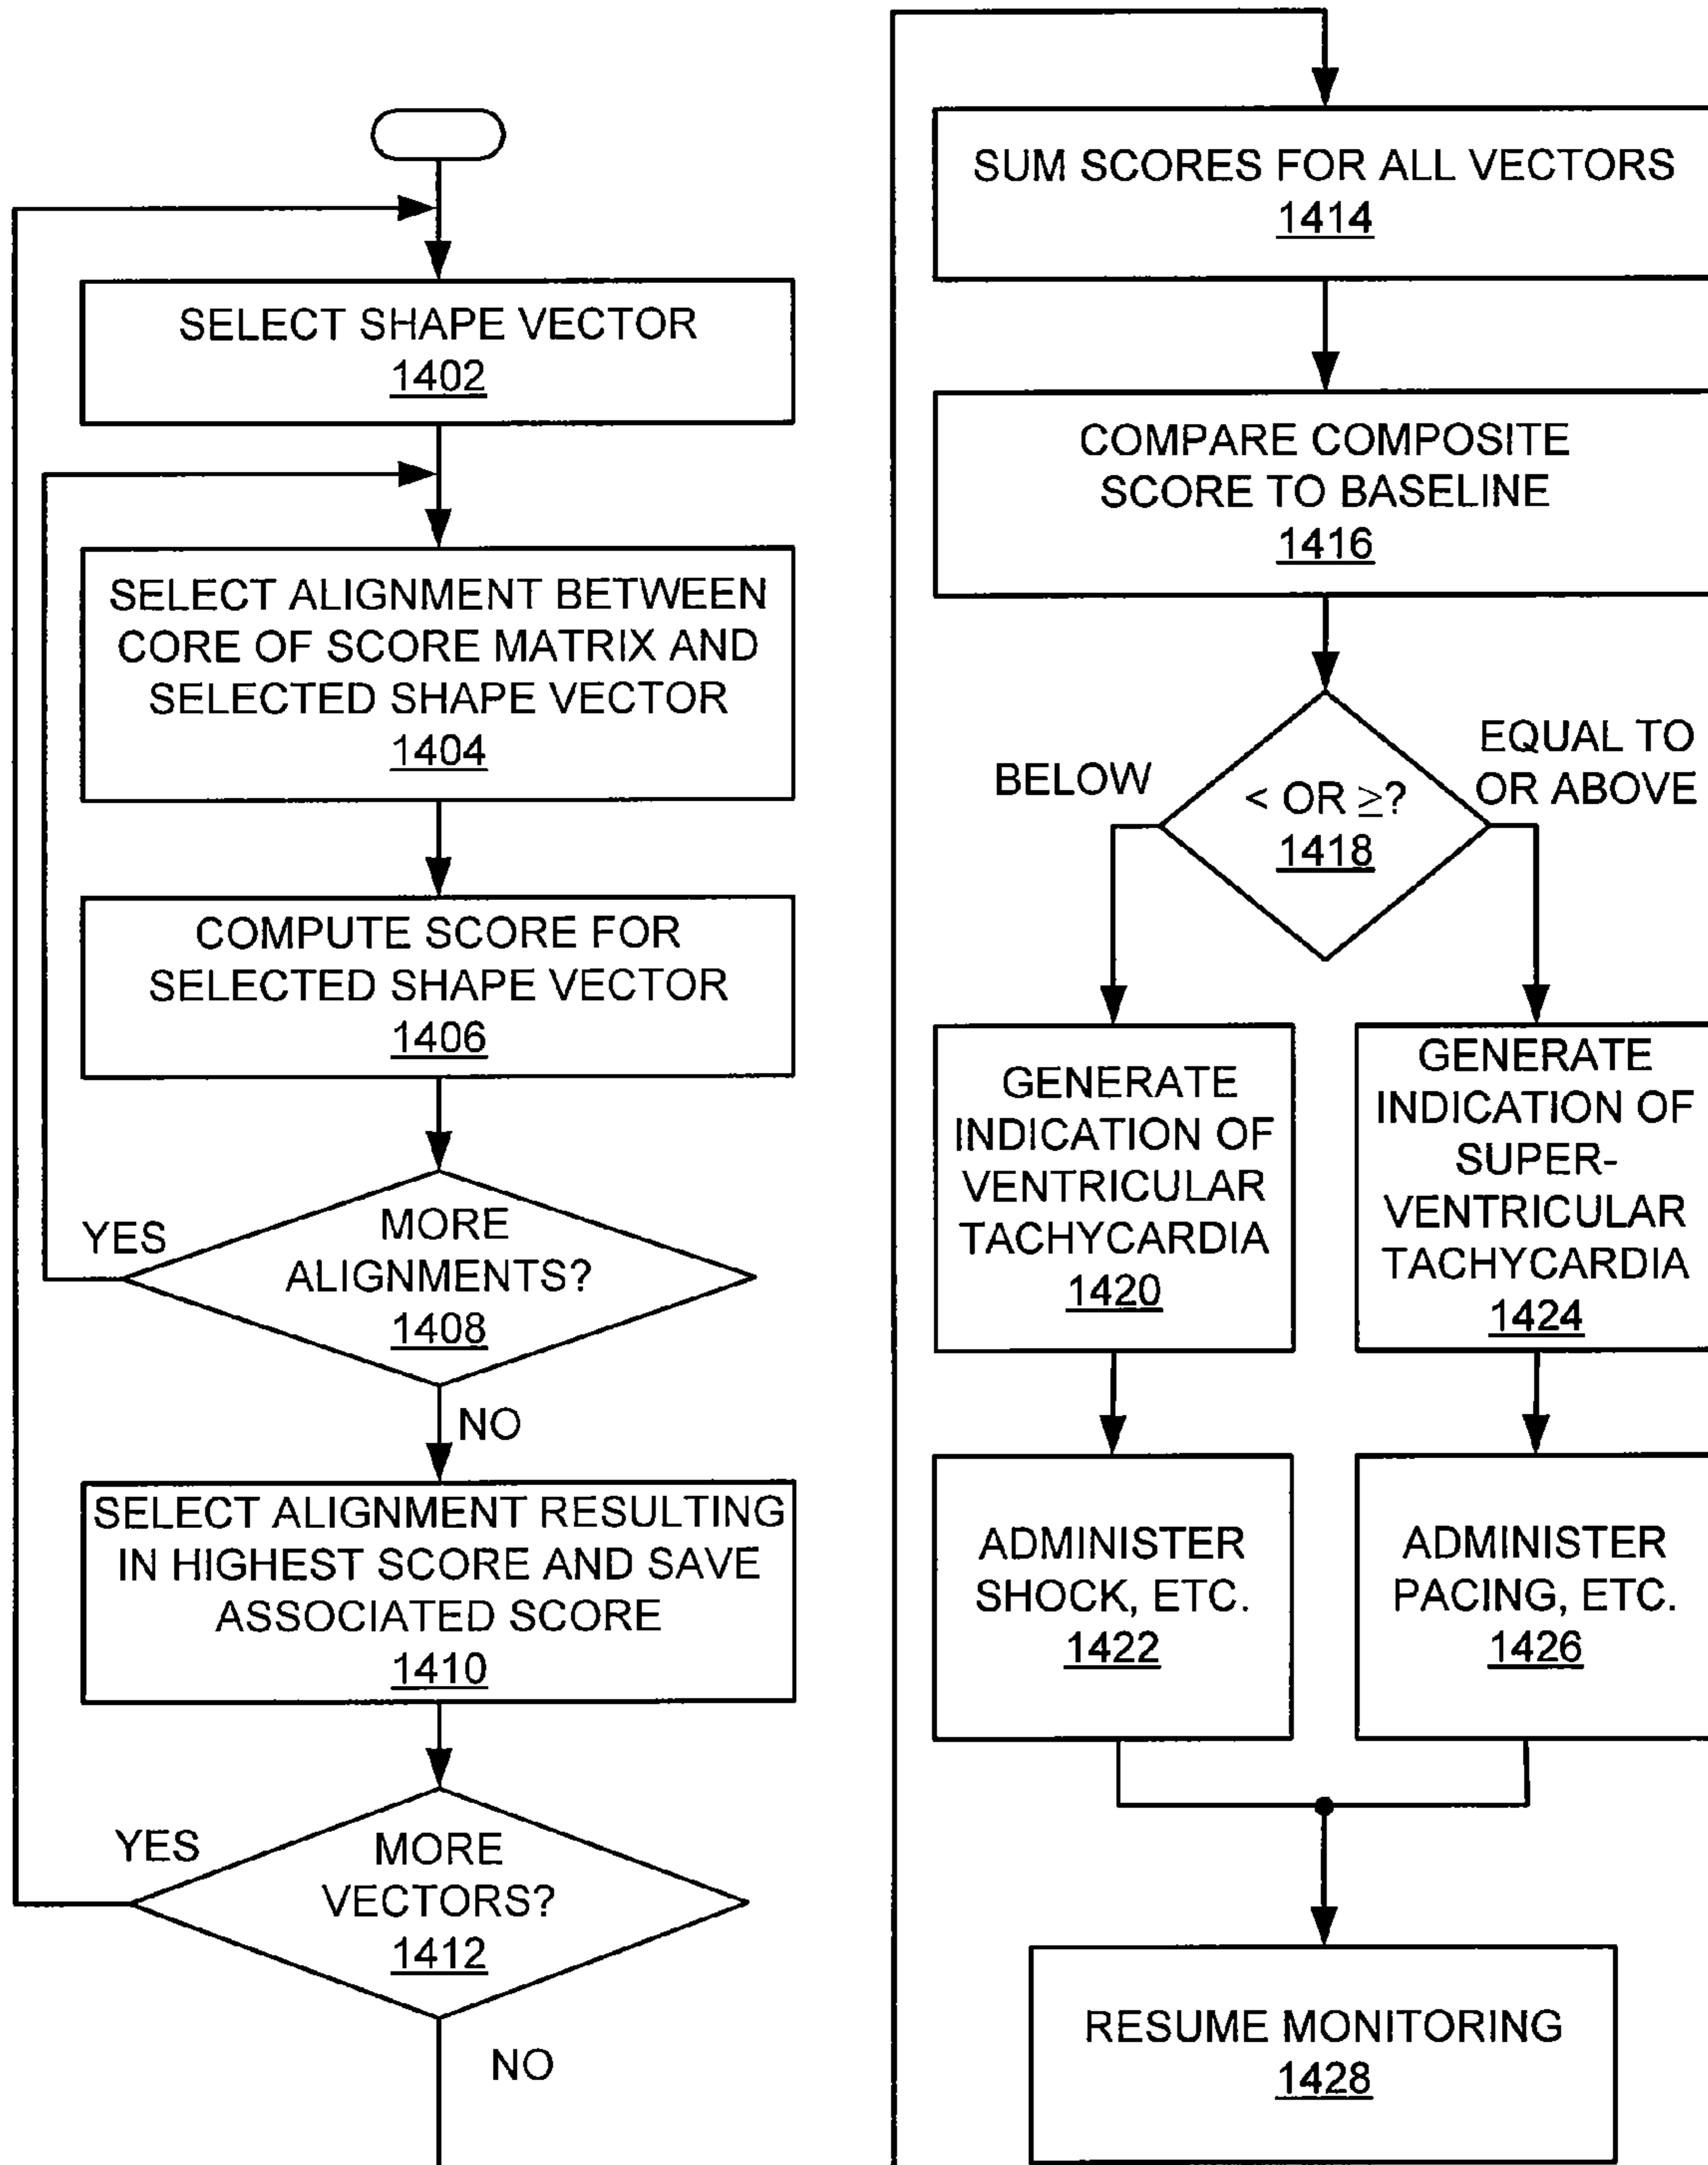 SELECT SHAPE VECTOR
1402
SELECT ALIGNMENT BETWEEN
CORE OF SCORE MATRIX AND
SELECTED SHAPE VECTOR
1404
COMPUTE SCORE FOR
SELECTED SHAPE VECTOR
1406
YES
MORE
ALIGNMENTS?
1408
NO
SELECT ALIGNMENT RESULTING
IN HIGHEST SCORE AND SAVE
ASSOCIATED SCORE
1410
YES
MORE
VECTORS?
1412
NO
SUM SCORES FOR ALL VECTORS
1414
COMPARE COMPOSITE
SCORE TO BASELINE
1416
BELOW
< OR ≥?
1418
EQUAL TO
OR ABOVE
GENERATE
INDICATION OF
VENTRICULAR
TACHYCARDIA
1420
GENERATE
INDICATION OF
SUPER-
VENTRICULAR
TACHYCARDIA
1424
ADMINISTER
SHOCK, ETC.
1422
ADMINISTER
PACING, ETC.
1426
RESUME MONITORING
1428